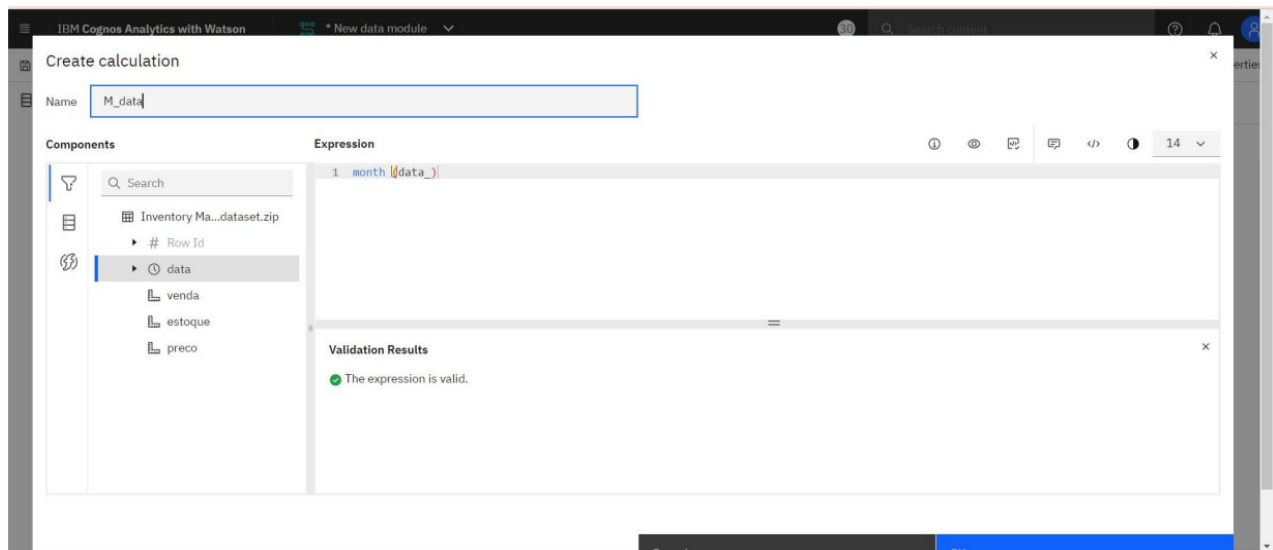 IBM Cognos Analytics with Watson
* New data module
30
Search content
Create calculation
erties
Name
M_data
Components
Expression
14
Search
1 month (data_)
Inventory Ma...dataset.zip
# Row Id
data
venda
estoque
preco
Validation Results
The expression is valid.